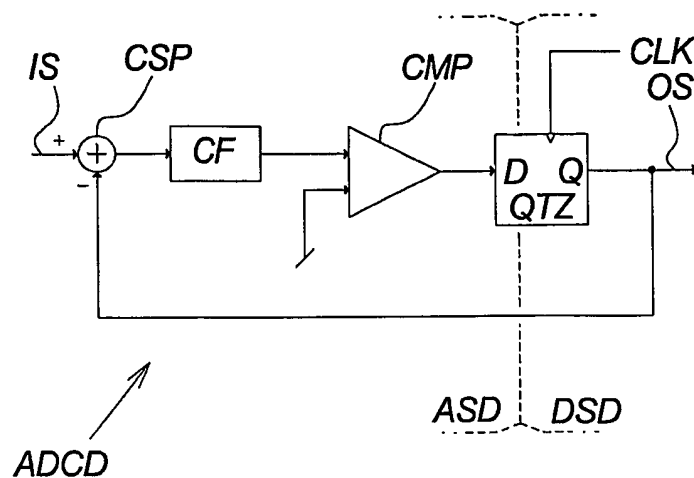 IS
CSP
CMP
CLK
OS
+
+
-
CF
D Q
QTZ
ASD DSD
ADCD